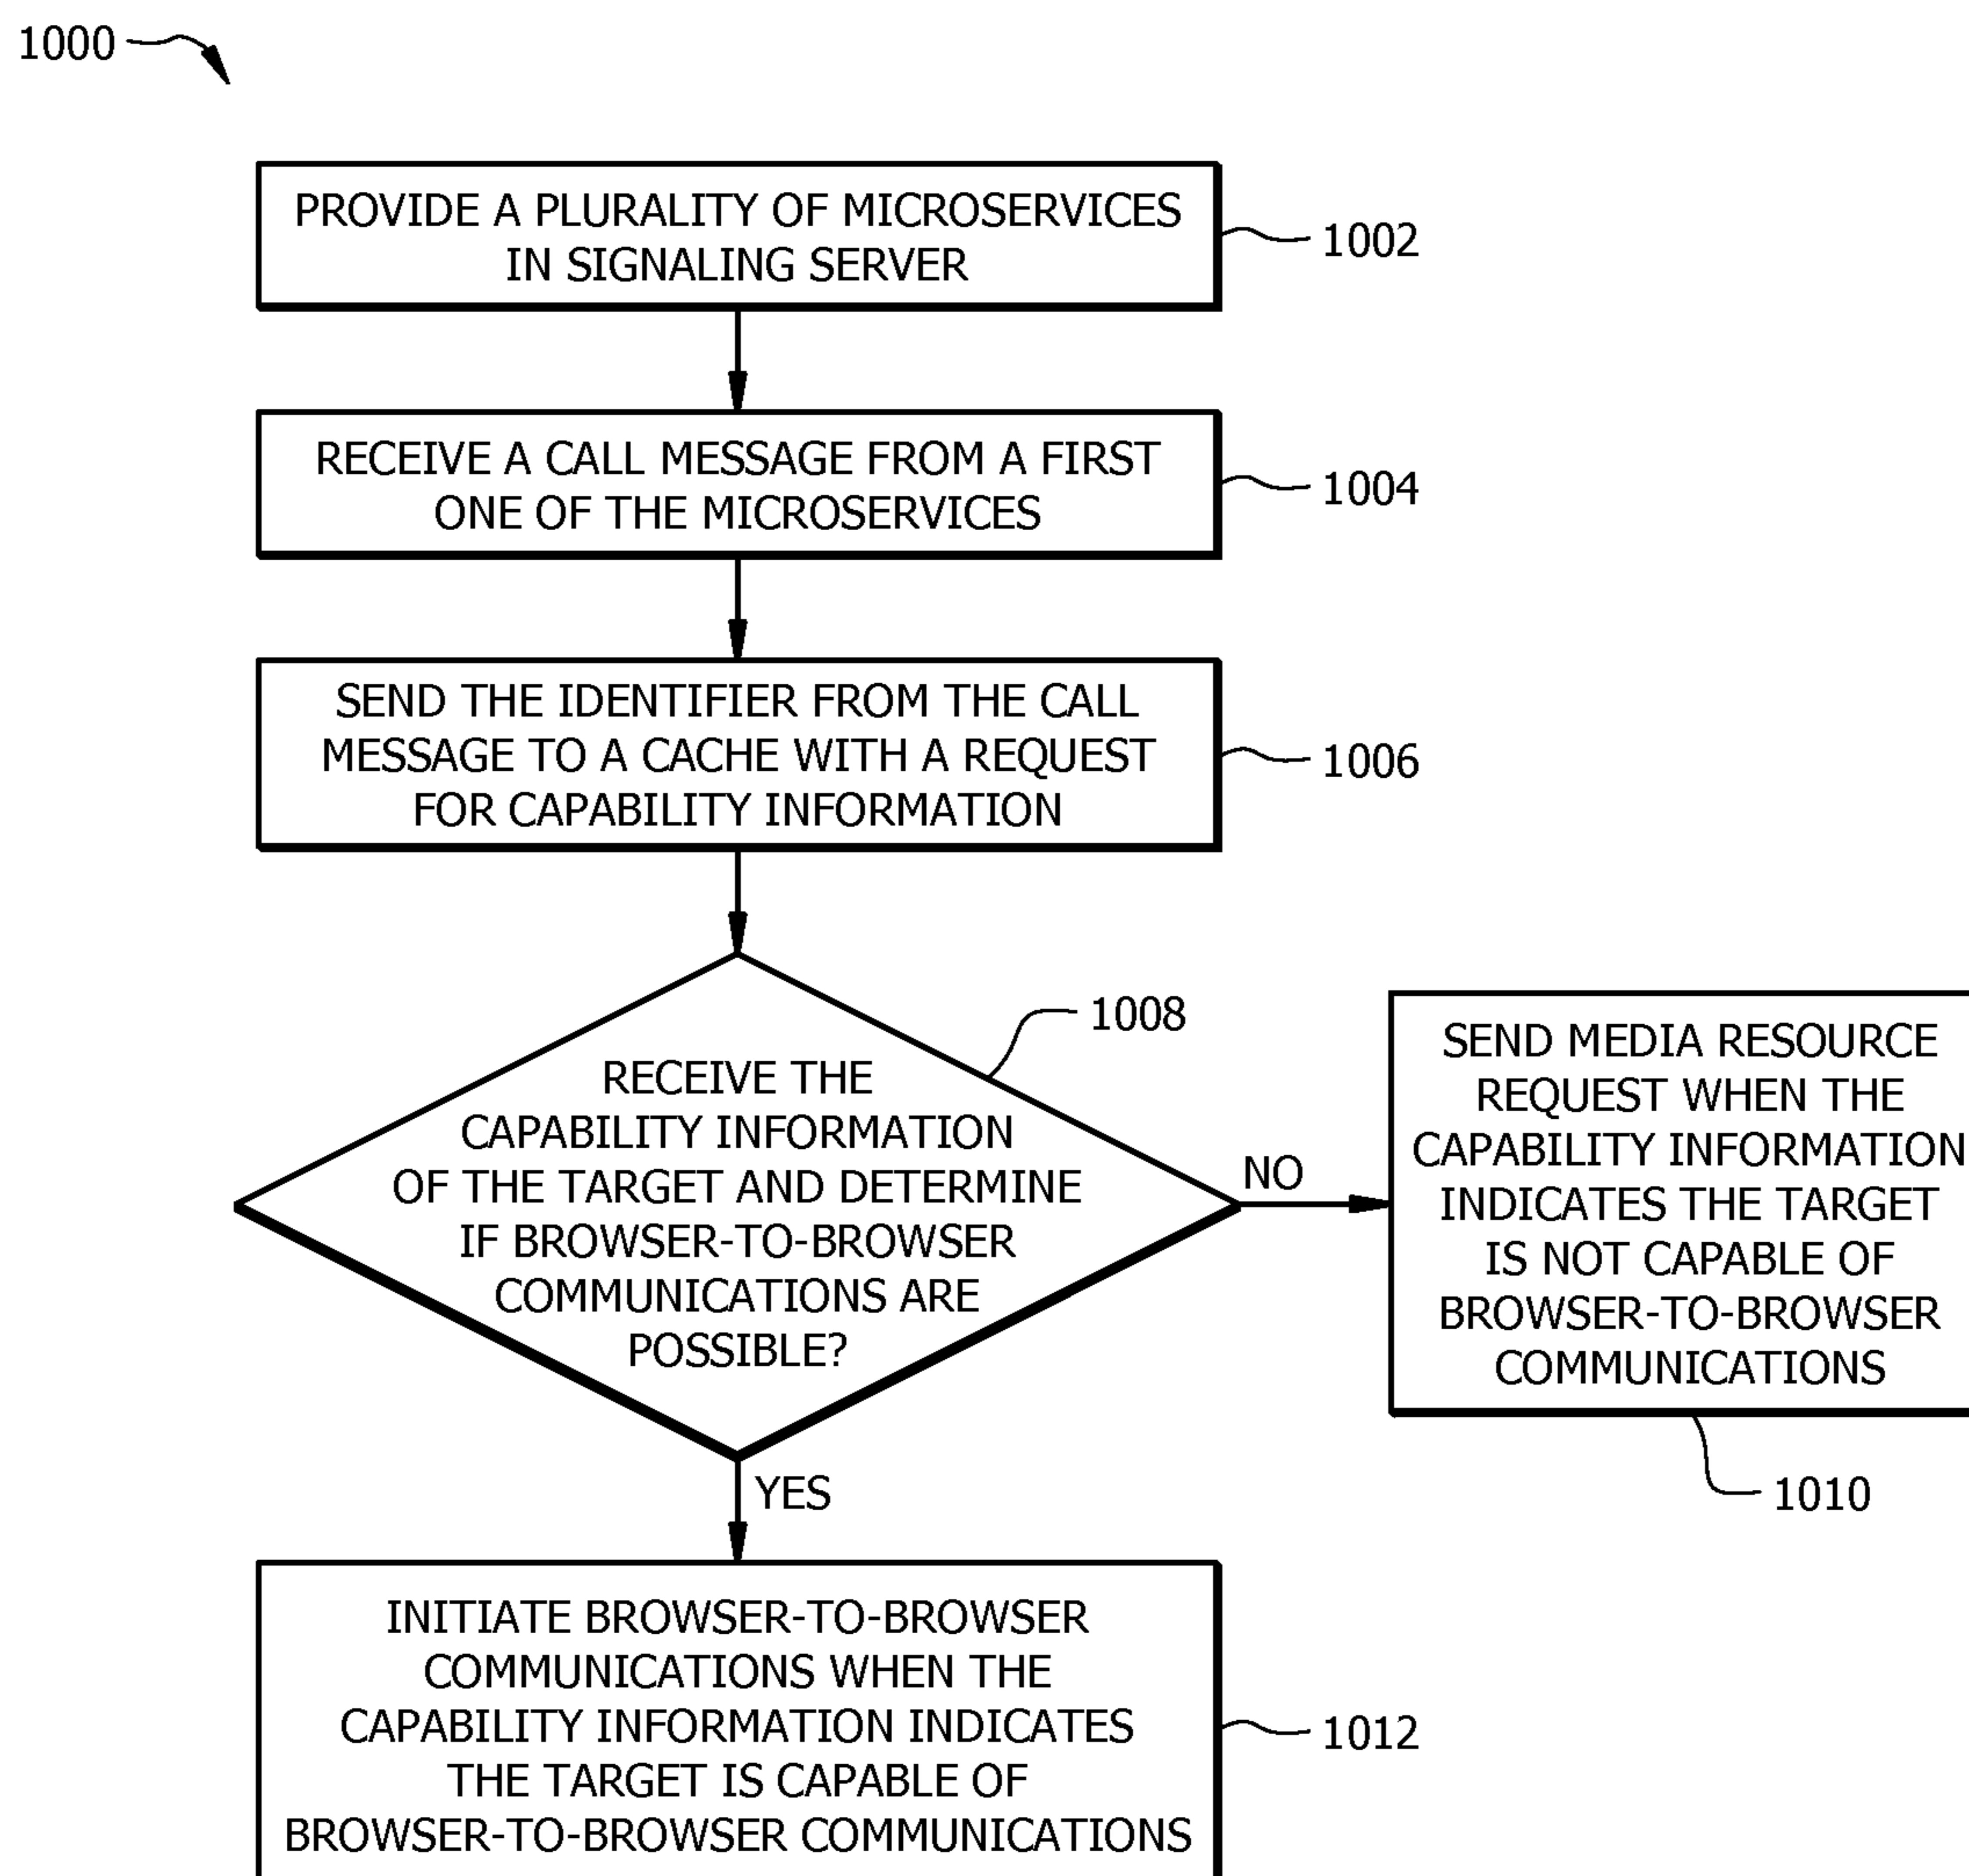 1000
PROVIDE A PLURALITY OF MICROSERVICES
IN SIGNALING SERVER
1002
RECEIVE A CALL MESSAGE FROM A FIRST
ONE OF THE MICROSERVICES
1004
SEND THE IDENTIFIER FROM THE CALL
MESSAGE TO A CACHE WITH A REQUEST
FOR CAPABILITY INFORMATION
1006
1008
RECEIVE THE
CAPABILITY INFORMATION
OF THE TARGET AND DETERMINE
IF BROWSER-TO-BROWSER
COMMUNICATIONS ARE
POSSIBLE?
NO
SEND MEDIA RESOURCE
REQUEST WHEN THE
CAPABILITY INFORMATION
INDICATES THE TARGET
IS NOT CAPABLE OF
BROWSER-TO-BROWSER
COMMUNICATIONS
1010
YES
INITIATE BROWSER-TO-BROWSER
COMMUNICATIONS WHEN THE
CAPABILITY INFORMATION INDICATES
THE TARGET IS CAPABLE OF
BROWSER-TO-BROWSER COMMUNICATIONS
1012